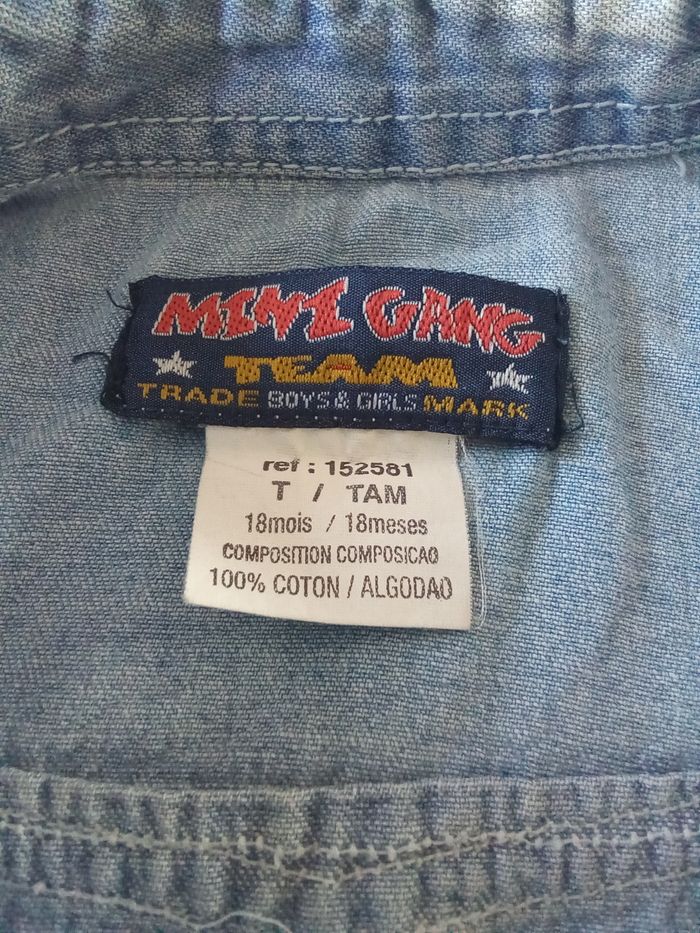 MINI GANG
TEAM
TRADE BOYS & GIRLS MARK
ref : 152581
T / TAM
18mois / 18meses
COMPOSITION COMPOSICAO
100% COTON / ALGODAO